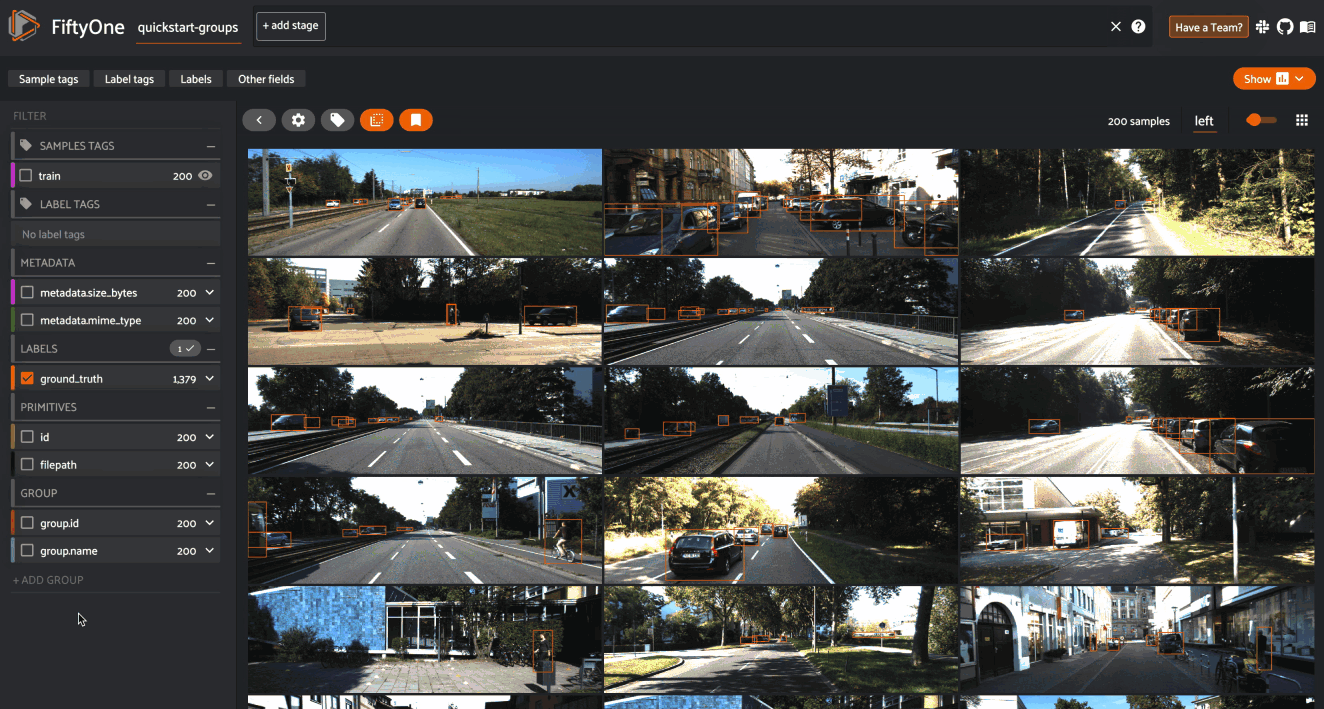 FiftyOne
quickstart-groups
+ add stage
Have a Team?
Sample tags
Label tags
Labels
Other fields
Show
FILTER
200 samples
left
SAMPLES TAGS
train 200
LABEL TAGS
No label tags
METADATA
metadata.size_bytes 200
metadata.mime_type 200
LABELS 1
ground_truth 1,379
PRIMITIVES
id 200
filepath 200
GROUP
group.id 200
group.name 200
+ ADD GROUP